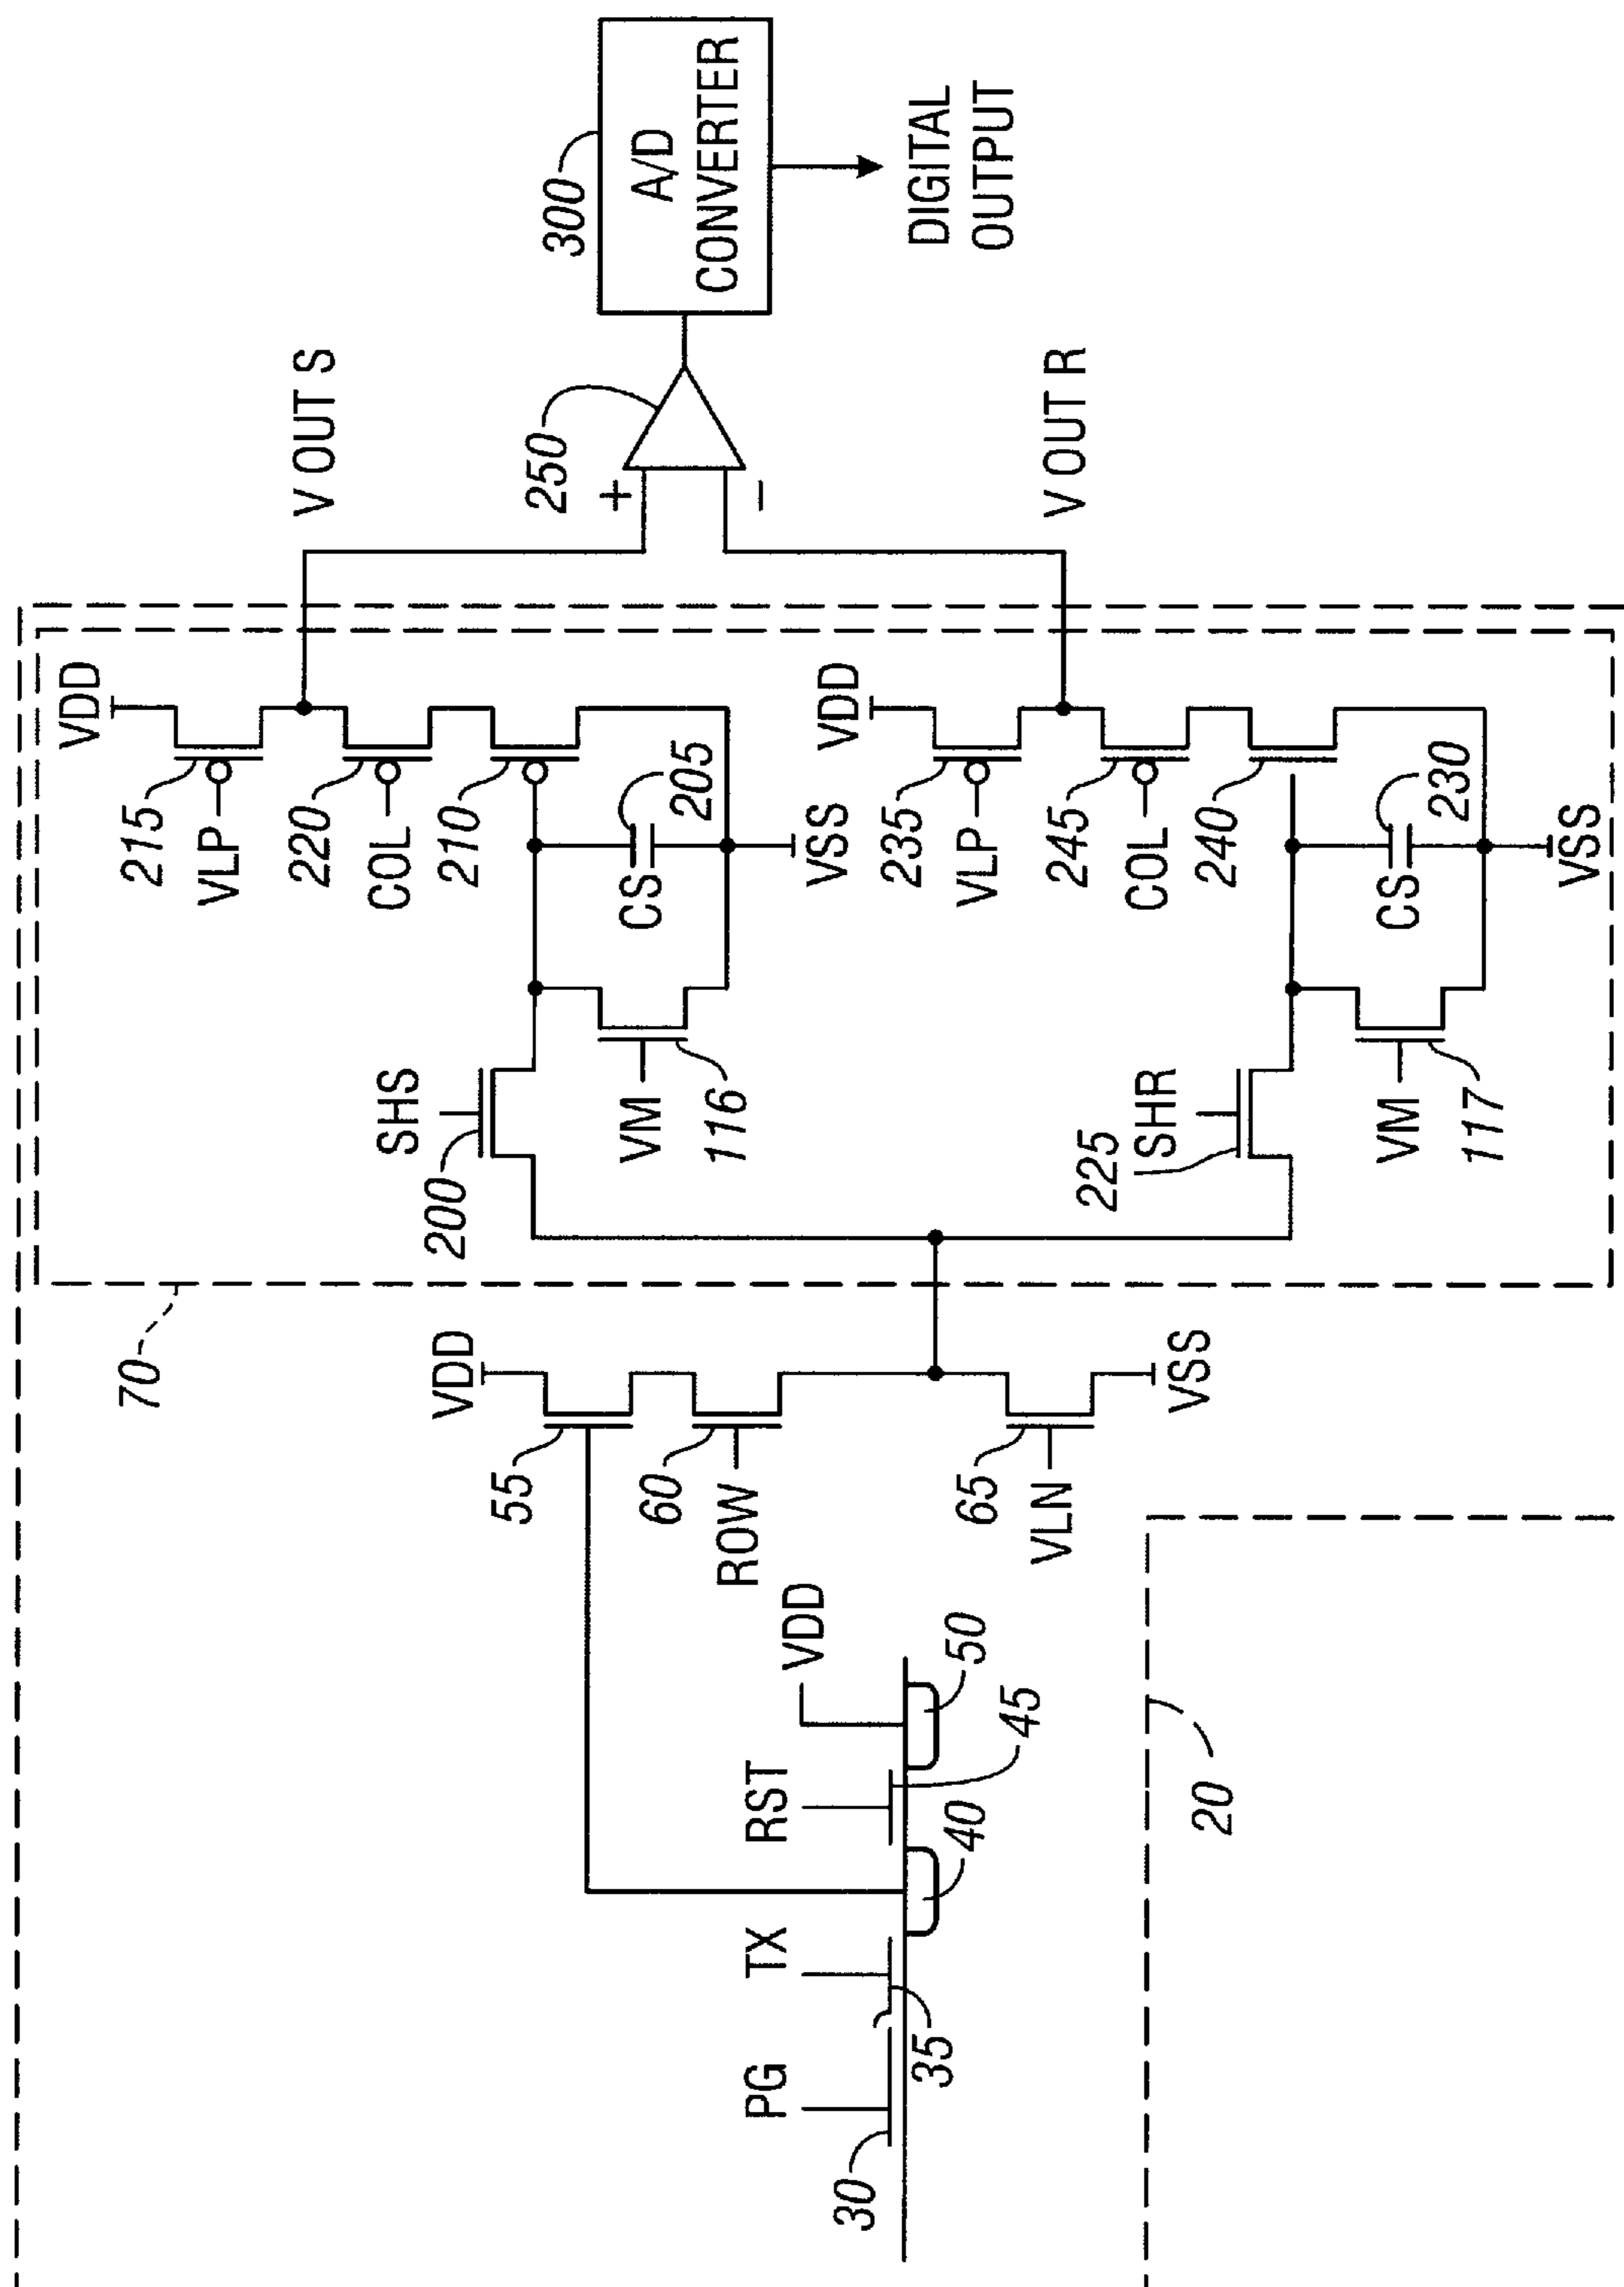 PG
30
TX
35
40
RST
45
VDD
50
20
55
VDD
60
ROW
65
VLN
VSS
70
SHS
200
VM
116
CS
205
VSS
VDD
215
VLP
220
COL
210
SHR
225
VM
117
CS
230
VSS
VDD
235
VLP
245
COL
240
V OUT S
V OUT R
250
+
−
300
A/D
CONVERTER
DIGITAL
OUTPUT